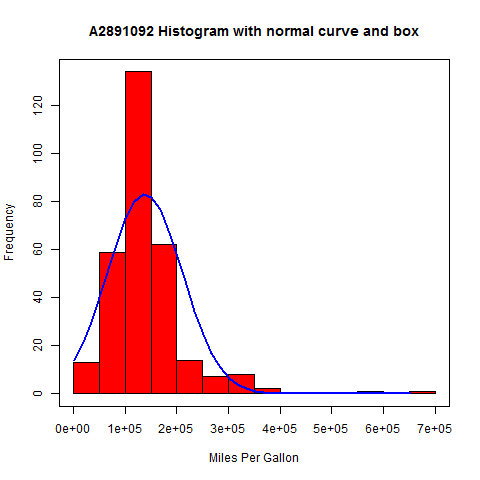 A2891092 Histogram with normal curve and box
Frequency
120
100
80
60
40
20
0
0e+00 1e+05 2e+05 3e+05 4e+05 5e+05 6e+05 7e+05
Miles Per Gallon